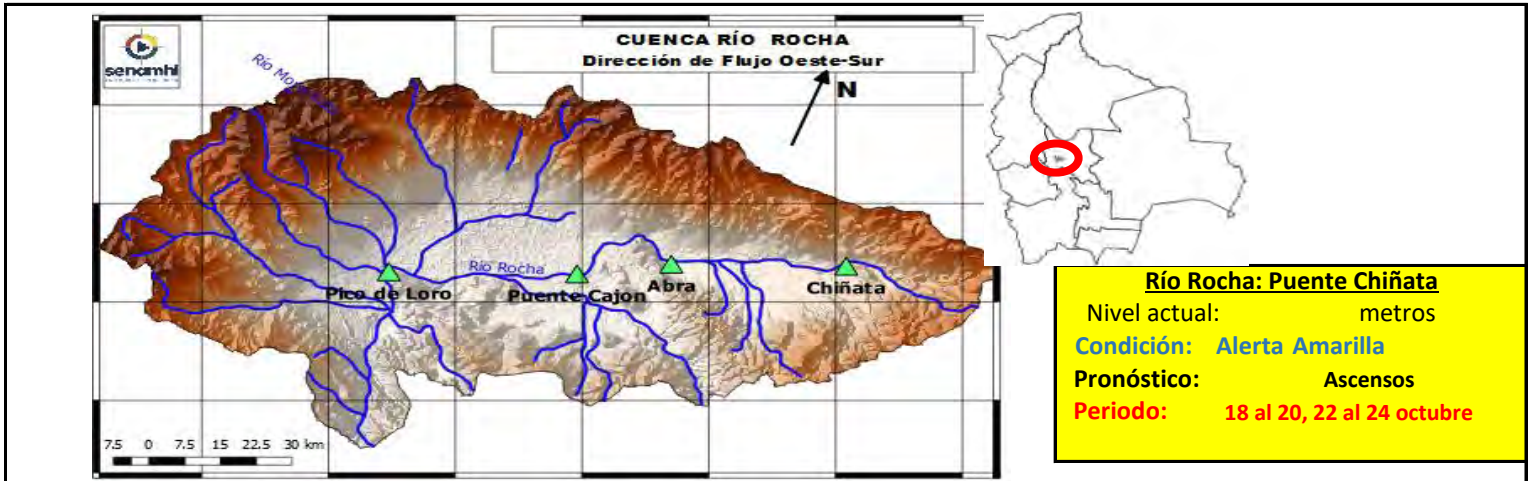 senamhi
CUENCA RÍO ROCHA
Dirección de Flujo Oeste-Sur
N
Río Rocha
Pico de Loro
Puente Cajon
Abra
Chiñata
7.5 0 7.5 15 22.5 30 km
Río Rocha: Puente Chiñata
Nivel actual: metros
Condición: Alerta Amarilla
Pronóstico: Ascensos
Periodo: 18 al 20, 22 al 24 octubre